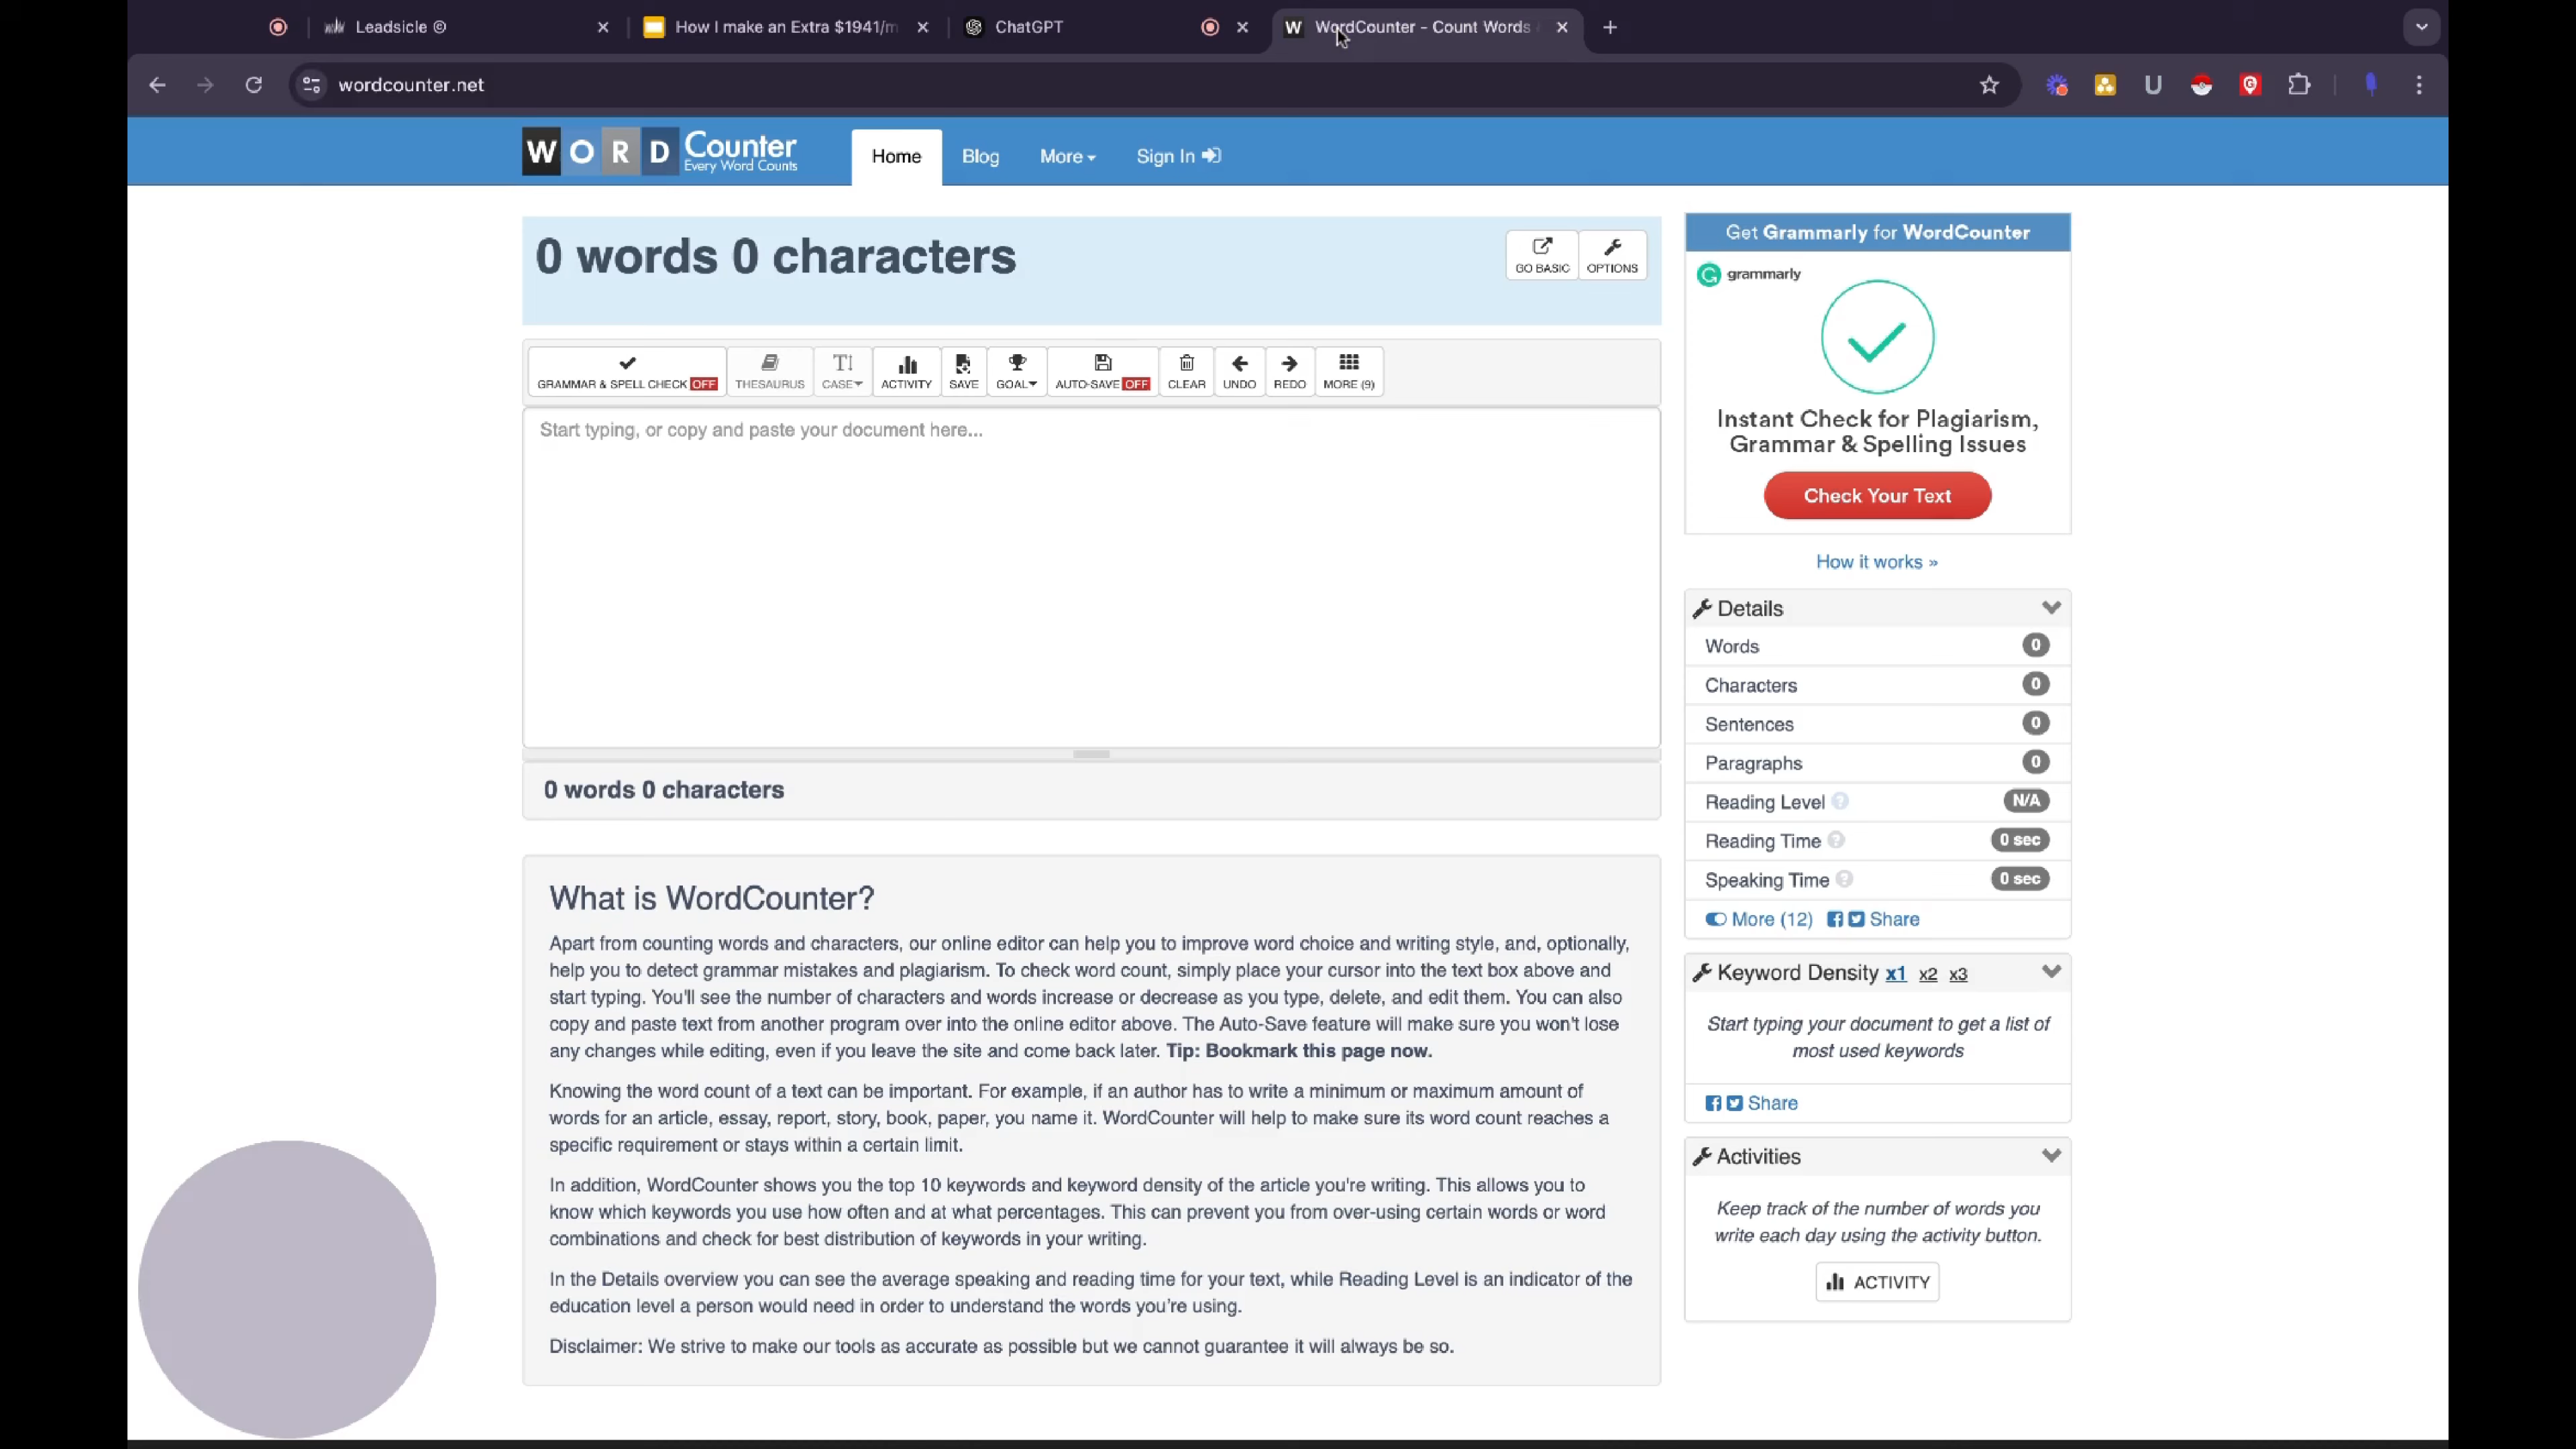 Leadsicle ©
How I make an Extra $1941/m
ChatGPT
W WordCounter - Count Words
wordcounter.net
U
G
WORD Counter
Every Word Counts
Home
Blog
More
Sign In
0 words 0 characters
GO BASIC
OPTIONS
GRAMMAR & SPELL CHECK OFF
THESAURUS
CASE
ACTIVITY
SAVE
GOAL
AUTO-SAVE OFF
CLEAR
UNDO
REDO
MORE (9)
Start typing, or copy and paste your document here...
0 words 0 characters
What is WordCounter?
Apart from counting words and characters, our online editor can help you to improve word choice and writing style, and, optionally,
help you to detect grammar mistakes and plagiarism. To check word count, simply place your cursor into the text box above and
start typing. You'll see the number of characters and words increase or decrease as you type, delete, and edit them. You can also
copy and paste text from another program over into the online editor above. The Auto-Save feature will make sure you won't lose
any changes while editing, even if you leave the site and come back later. Tip: Bookmark this page now.
Knowing the word count of a text can be important. For example, if an author has to write a minimum or maximum amount of
words for an article, essay, report, story, book, paper, you name it. WordCounter will help to make sure its word count reaches a
specific requirement or stays within a certain limit.
In addition, WordCounter shows you the top 10 keywords and keyword density of the article you're writing. This allows you to
know which keywords you use how often and at what percentages. This can prevent you from over-using certain words or word
combinations and check for best distribution of keywords in your writing.
In the Details overview you can see the average speaking and reading time for your text, while Reading Level is an indicator of the
education level a person would need in order to understand the words you're using.
Disclaimer: We strive to make our tools as accurate as possible but we cannot guarantee it will always be so.
Get Grammarly for WordCounter
grammarly
Instant Check for Plagiarism,
Grammar & Spelling Issues
Check Your Text
How it works »
Details
Words 0
Characters 0
Sentences 0
Paragraphs 0
Reading Level ? N/A
Reading Time ? 0 sec
Speaking Time ? 0 sec
More (12) Share
Keyword Density x1 x2 x3
Start typing your document to get a list of
most used keywords
Share
Activities
Keep track of the number of words you
write each day using the activity button.
ACTIVITY